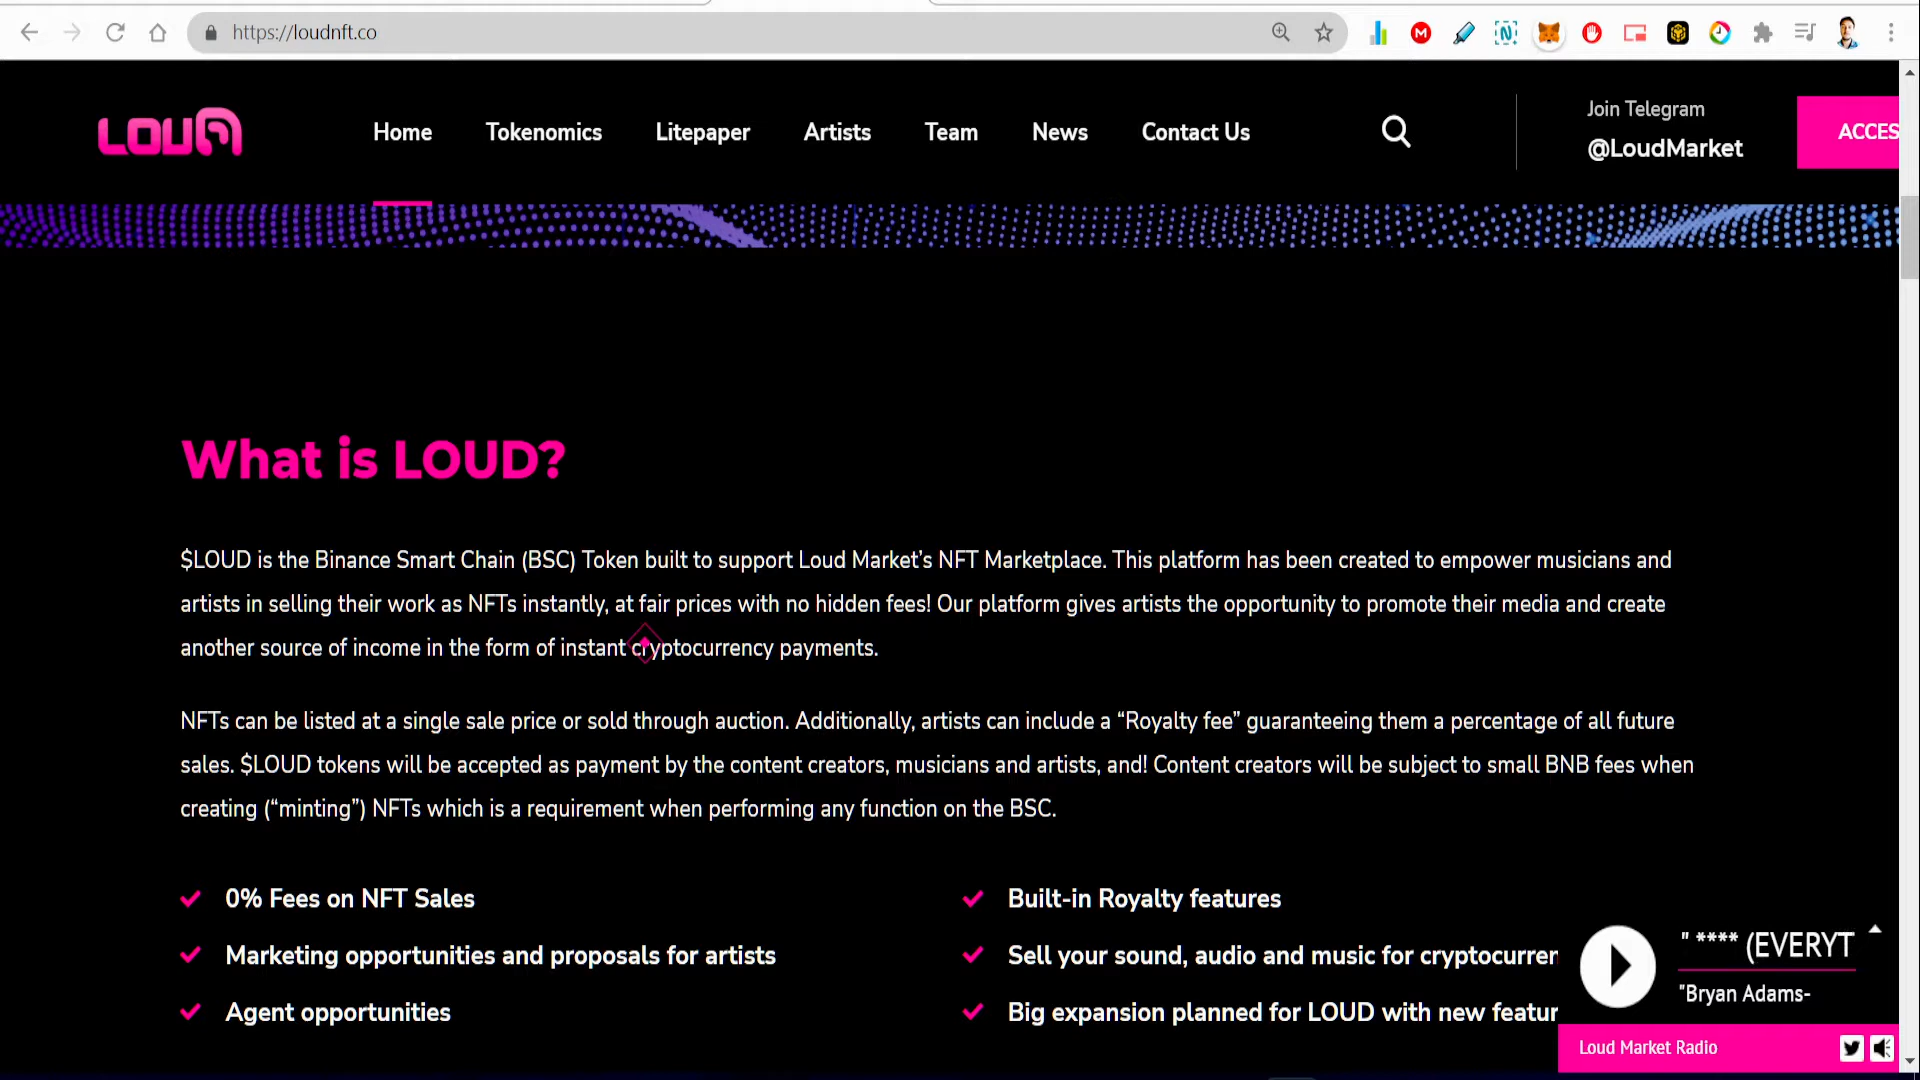 https://loudnft.co
LOUD
Home
Tokenomics
Litepaper
Artists
Team
News
Contact Us
Join Telegram
@LoudMarket
ACCES
What is LOUD?
$LOUD is the Binance Smart Chain (BSC) Token built to support Loud Market’s NFT Marketplace. This platform has been created to empower musicians and
artists in selling their work as NFTs instantly, at fair prices with no hidden fees! Our platform gives artists the opportunity to promote their media and create
another source of income in the form of instant cryptocurrency payments.
NFTs can be listed at a single sale price or sold through auction. Additionally, artists can include a “Royalty fee” guaranteeing them a percentage of all future
sales. $LOUD tokens will be accepted as payment by the content creators, musicians and artists, and! Content creators will be subject to small BNB fees when
creating (“minting”) NFTs which is a requirement when performing any function on the BSC.
0% Fees on NFT Sales
Built-in Royalty features
Marketing opportunities and proposals for artists
Sell your sound, audio and music for cryptocurren
Agent opportunities
Big expansion planned for LOUD with new featur
" **** (EVERYT
"Bryan Adams-
Loud Market Radio